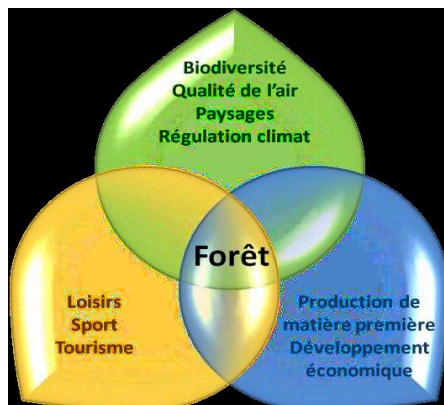 Biodiversité
Qualité de l'air
Paysages
Régulation climat
Forêt
Loisirs
Sport
Tourisme
Production de
matière première
Développement
économique